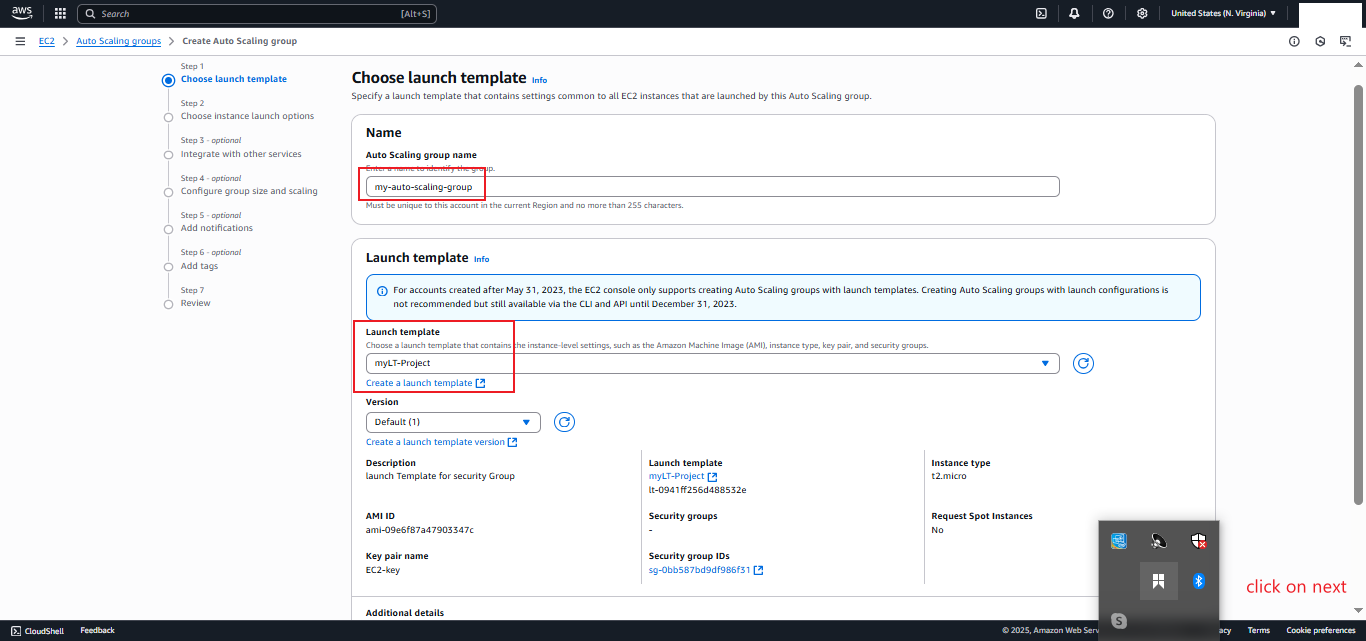 aws
Search
[Alt+S]
United States (N. Virginia)
EC2
Auto Scaling groups
Create Auto Scaling group
Step 1
Choose launch template
Step 2
Choose instance launch options
Step 3 - optional
Integrate with other services
Step 4 - optional
Configure group size and scaling
Step 5 - optional
Add notifications
Step 6 - optional
Add tags
Step 7
Review
Choose launch template Info
Specify a launch template that contains settings common to all EC2 instances that are launched by this Auto Scaling group.
Name
Auto Scaling group name
Enter a name to identify the group.
my-auto-scaling-group
Must be unique to this account in the current Region and no more than 255 characters.
Launch template Info
For accounts created after May 31, 2023, the EC2 console only supports creating Auto Scaling groups with launch templates. Creating Auto Scaling groups with launch configurations is
not recommended but still available via the CLI and API until December 31, 2023.
Launch template
Choose a launch template that contains the instance-level settings, such as the Amazon Machine Image (AMI), instance type, key pair, and security groups.
myLT-Project
Create a launch template
Version
Default (1)
Create a launch template version
Description
launch Template for security Group
Launch template
myLT-Project
lt-0941ff256d488532e
Instance type
t2.micro
AMI ID
ami-09e6f87a47903347c
Security groups
-
Request Spot Instances
No
Key pair name
EC2-key
Security group IDs
sg-0bb587bd9df986f31
Additional details
click on next
CloudShell
Feedback
© 2025, Amazon Web Serv
acy
Terms
Cookie preferences